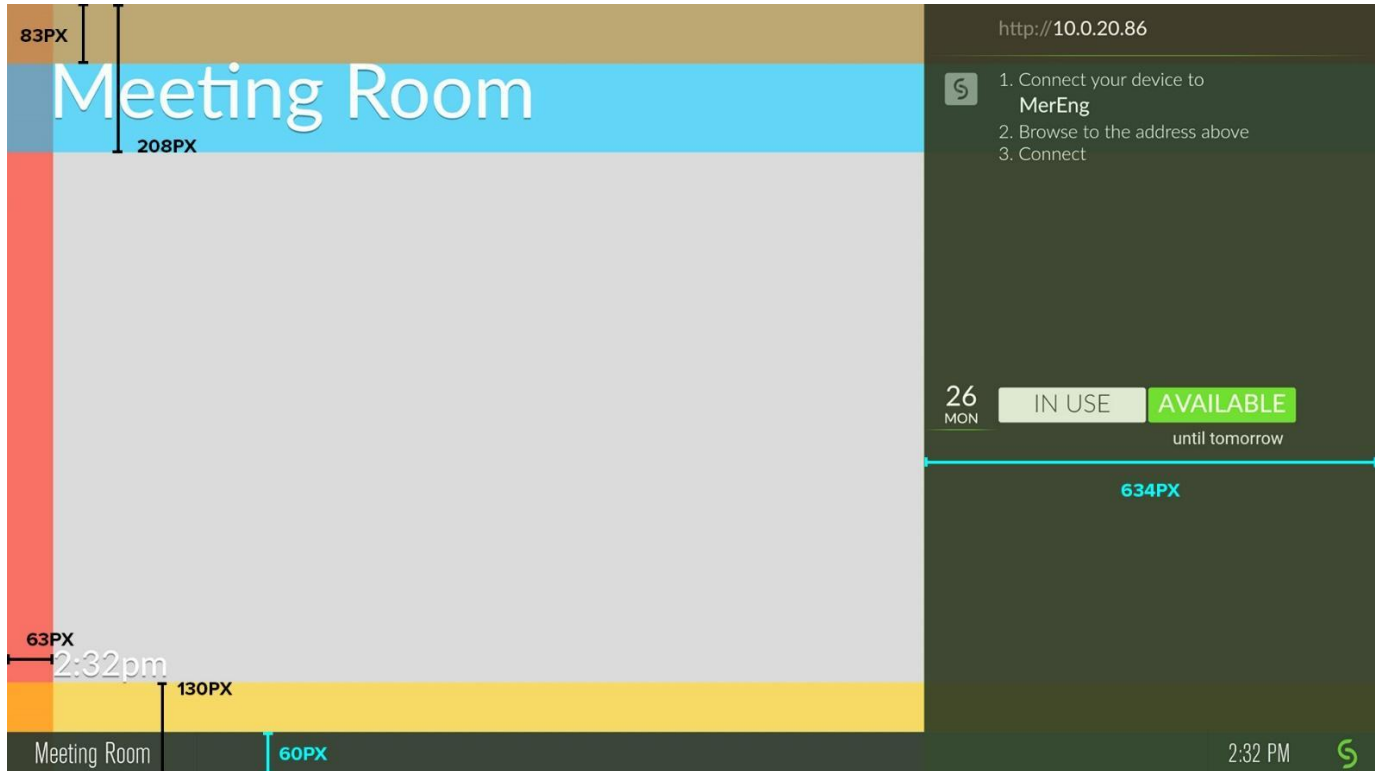 83PX
Meeting Room
208PX
63PX
2:32pm
130PX
Meeting Room
60PX
http://10.0.20.86
1. Connect your device to
MerEng
2. Browse to the address above
3. Connect
26
MON
IN USE
AVAILABLE
until tomorrow
634PX
2:32 PM